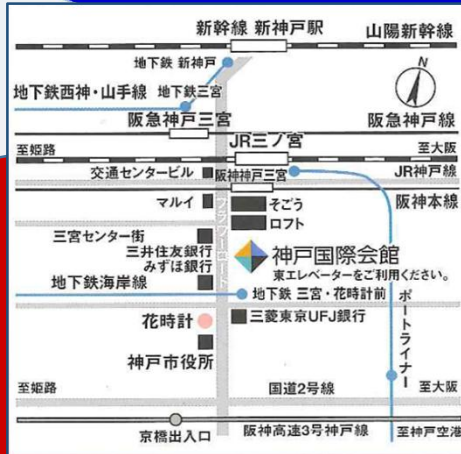 新幹線 新神戸駅
山陽新幹線
地下鉄 新神戸
N
地下鉄西神・山手線
地下鉄三宮
阪急神戸三宮
阪急神戸線
JR三ノ宮
至姫路
至大阪
交通センタービル
阪神神戸三宮
JR神戸線
マルイ
そごう
阪神本線
ロフト
フラワーロード
三宮センター街
三井住友銀行
みずほ銀行
神戸国際会館
東エレベーターをご利用ください。
地下鉄海岸線
地下鉄 三宮・花時計前
ポートライナー
花時計
三菱東京UFJ銀行
神戸市役所
至姫路
国道2号線
至大阪
京橋出入口
阪神高速3号神戸線
至神戸空港